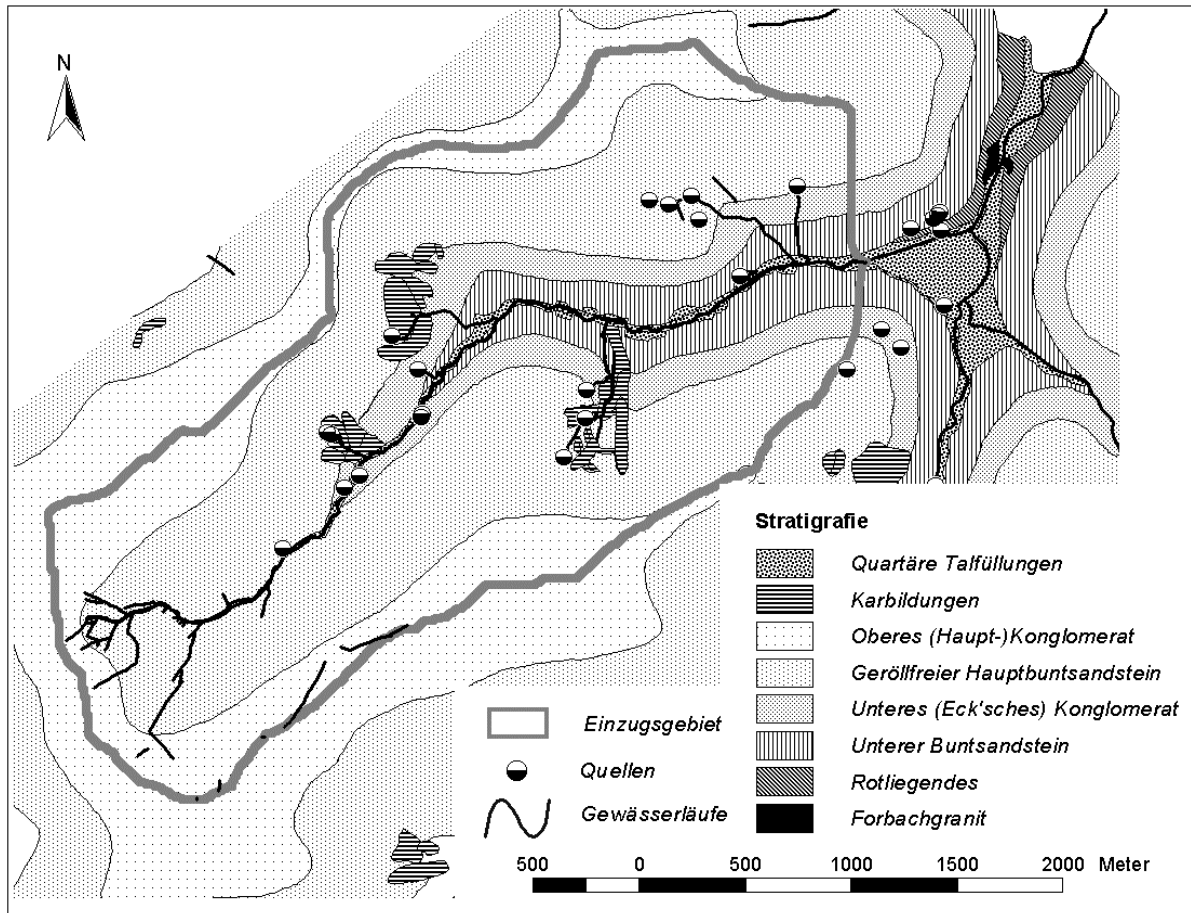 N
Stratigrafie
Quartäre Talfüllungen
Karbildungen
Oberes (Haupt-)Konglomerat
Geröllfreier Hauptbuntsandstein
Unteres (Eck'sches) Konglomerat
Unterer Buntsandstein
Rotliegendes
Forbachgranit
Einzugsgebiet
Quellen
Gewässerläufe
500 0 500 1000 1500 2000 Meter